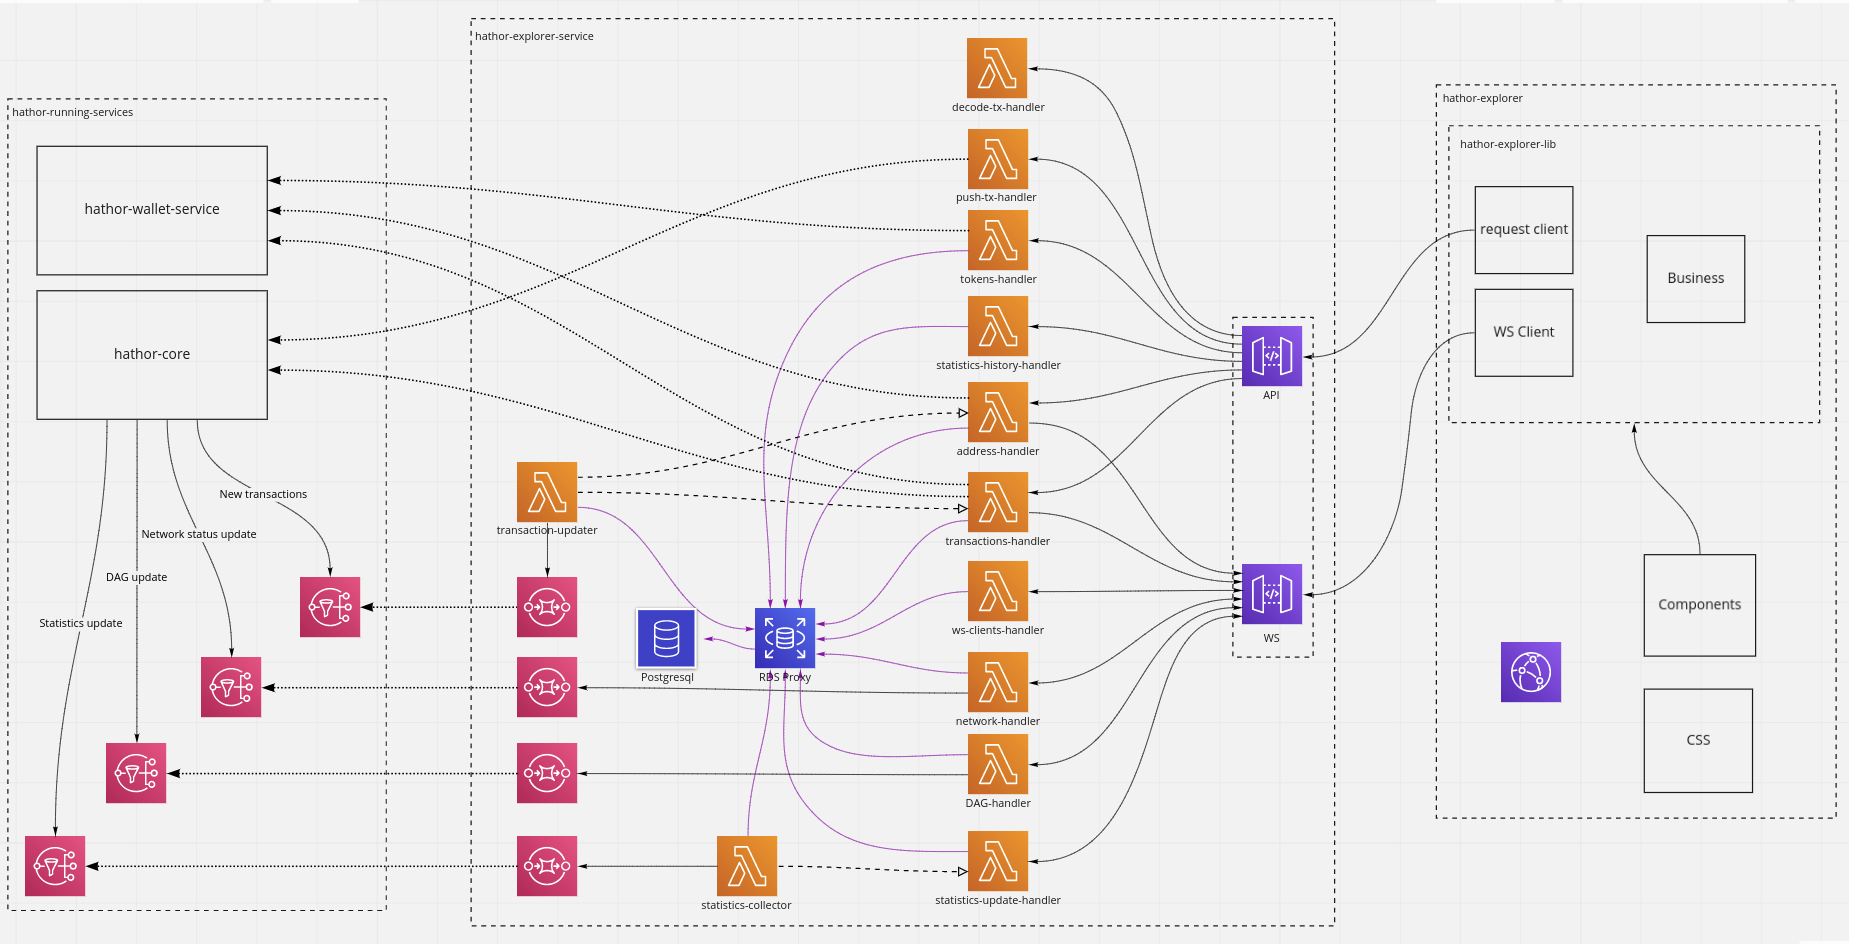 hathor-running-services
hathor-wallet-service
hathor-core
New transactions
Network status update
DAG update
Statistics update
hathor-explorer-service
decode-tx-handler
push-tx-handler
tokens-handler
statistics-history-handler
address-handler
transactions-handler
ws-clients-handler
network-handler
DAG-handler
statistics-update-handler
transaction-updater
Postgresql
RDS Proxy
statistics-collector
API
WS
hathor-explorer
hathor-explorer-lib
request client
WS Client
Business
Components
CSS